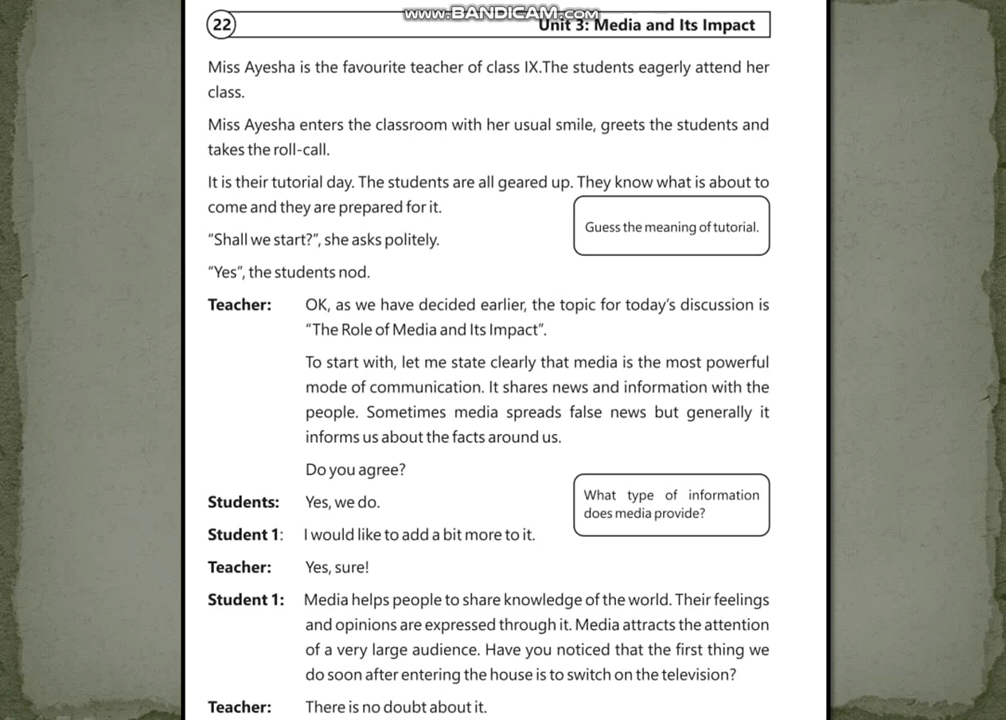 www.BANDICAM.com
22
Unit 3: Media and Its Impact
Miss Ayesha is the favourite teacher of class IX.The students eagerly attend her
class.
Miss Ayesha enters the classroom with her usual smile, greets the students and
takes the roll-call.
It is their tutorial day. The students are all geared up. They know what is about to
come and they are prepared for it.
Guess the meaning of tutorial.
“Shall we start?”, she asks politely.
“Yes”, the students nod.
Teacher: OK, as we have decided earlier, the topic for today’s discussion is
“The Role of Media and Its Impact”.
To start with, let me state clearly that media is the most powerful
mode of communication. It shares news and information with the
people. Sometimes media spreads false news but generally it
informs us about the facts around us.
Do you agree?
What type of information
does media provide?
Students: Yes, we do.
Student 1: I would like to add a bit more to it.
Teacher: Yes, sure!
Student 1: Media helps people to share knowledge of the world. Their feelings
and opinions are expressed through it. Media attracts the attention
of a very large audience. Have you noticed that the first thing we
do soon after entering the house is to switch on the television?
Teacher: There is no doubt about it.